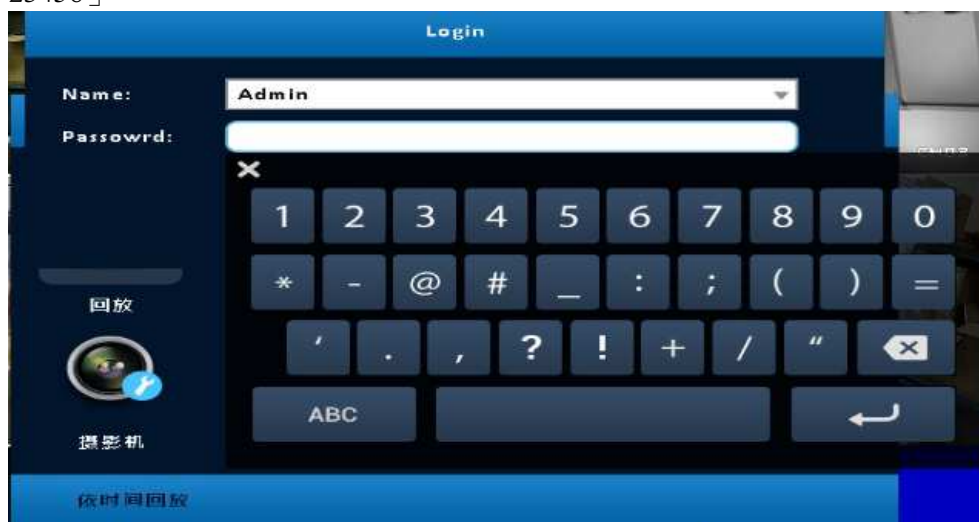 23456」
Login
Name: Admin
Passowrd:
1 2 3 4 5 6 7 8 9 0
* - @ # _ : ; ( ) =
' . , ? ! + / "
ABC
回放
摄影机
依时间回放